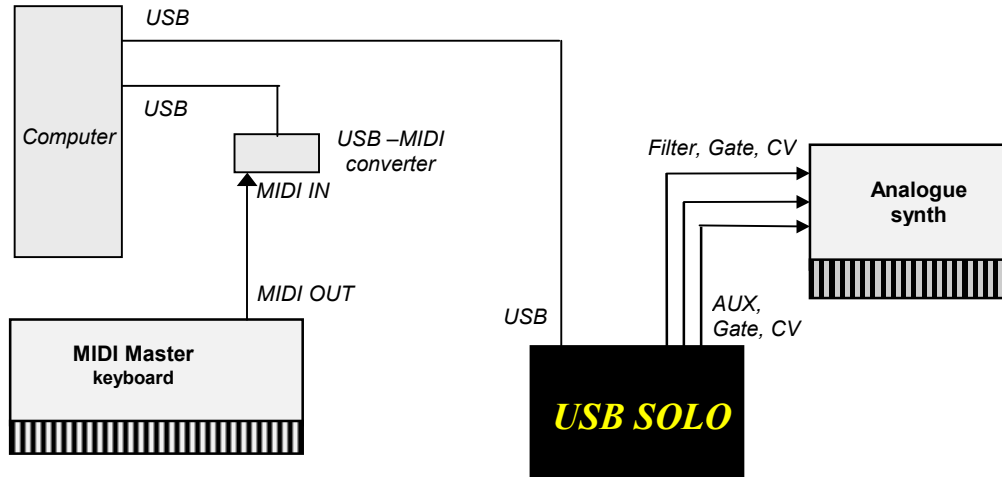 USB
USB
Computer
USB –MIDI
converter
MIDI IN
Filter, Gate, CV
Analogue
synth
MIDI OUT
AUX,
Gate, CV
USB
MIDI Master
keyboard
USB SOLO